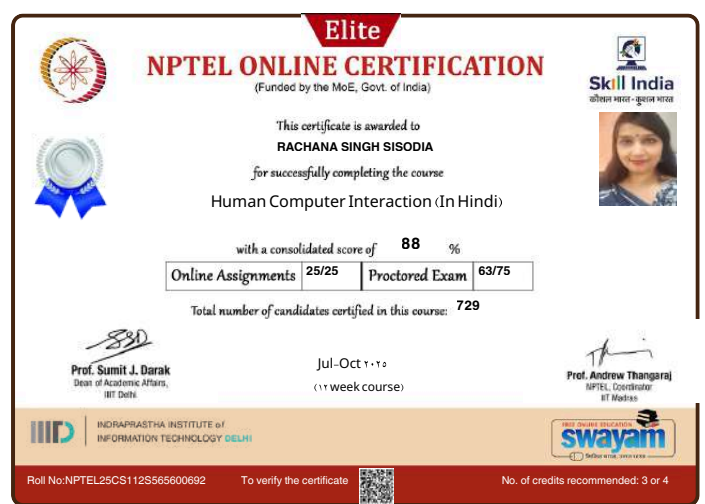 Elite
NPTEL ONLINE CERTIFICATION
(Funded by the MoE, Govt. of India)
Skill India
कौशल भारत - कुशल भारत
This certificate is awarded to
RACHANA SINGH SISODIA
for successfully completing the course
Human Computer Interaction (In Hindi)
with a consolidated score of 88 %
Online Assignments 25/25 Proctored Exam 63/75
Total number of candidates certified in this course: 729
Prof. Sumit J. Darak
Dean of Academic Affairs,
IIIT Delhi
Jul-Oct ٢٠٢٥
(١٢ week course)
Prof. Andrew Thangaraj
NPTEL, Coordinator
IIT Madras
IIID
INDRAPRASTHA INSTITUTE of
INFORMATION TECHNOLOGY DELHI
FREE ONLINE EDUCATION
swayam
Roll No:NPTEL25CS112S565600692
To verify the certificate
No. of credits recommended: 3 or 4